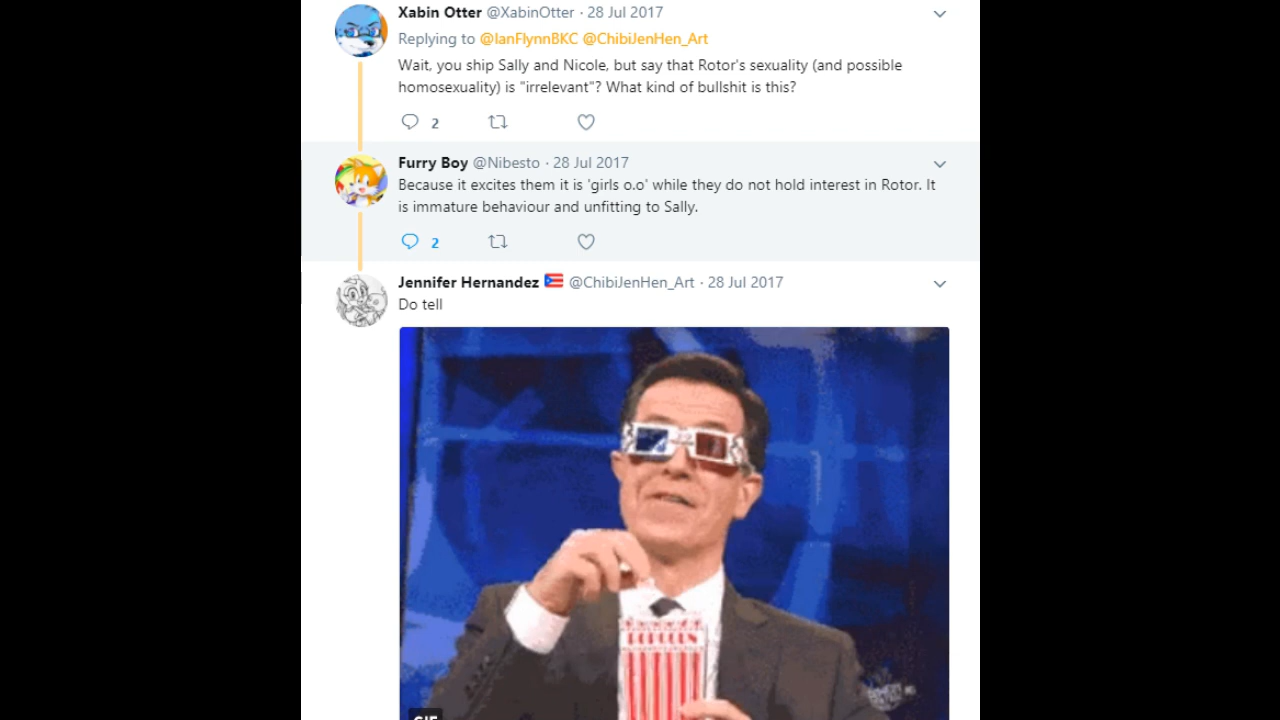 Xabin Otter @XabinOtter · 28 Jul 2017
Replying to @IanFlynnBKC @ChibiJenHen_Art
Wait, you ship Sally and Nicole, but say that Rotor's sexuality (and possible
homosexuality) is "irrelevant"? What kind of bullshit is this?
2
Furry Boy @Nibesto · 28 Jul 2017
Because it excites them it is 'girls o.o' while they do not hold interest in Rotor. It
is immature behaviour and unfitting to Sally.
2
Jennifer Hernandez 🇵🇷 @ChibiJenHen_Art · 28 Jul 2017
Do tell
POPCORN
GIF